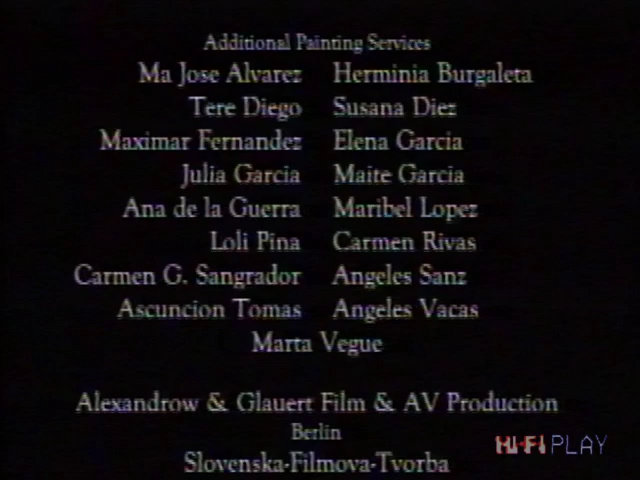 Additional Painting Services
Ma Jose Alvarez Herminia Burgaleta
Tere Diego Susana Diez
Maximar Fernandez Elena Garcia
Julia Garcia Maite Garcia
Ana de la Guerra Maribel Lopez
Loli Pina Carmen Rivas
Carmen G. Sangrador Angeles Sanz
Ascuncion Tomas Angeles Vacas
Marta Vegue
Alexandrow & Glauert Film & AV Production
Berlin
HI-FI PLAY
Slovenska-Filmova-Tvorba